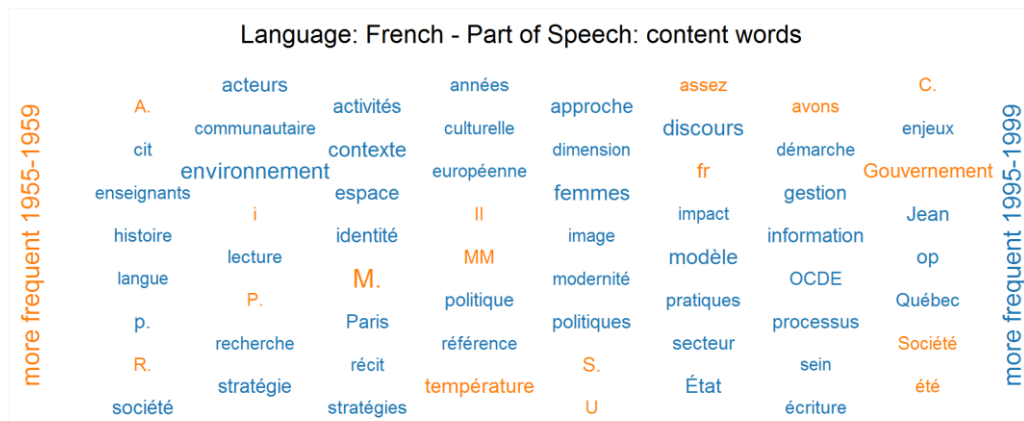 Language: French - Part of Speech: content words
more frequent 1955-1959
acteurs années assez C.
A. activités approche avons
communautaire culturelle discours enjeux
cit contexte dimension démarche
environnement européenne fr Gouvernement
enseignants espace femmes gestion
i II impact Jean
histoire identité image information
lecture MM modèle op
langue M. modernité OCDE
P. politique pratiques Québec
p. Paris politiques processus
recherche référence secteur Société
R. récit S. sein
stratégie température État été
société stratégies U écriture
more frequent 1995-1999